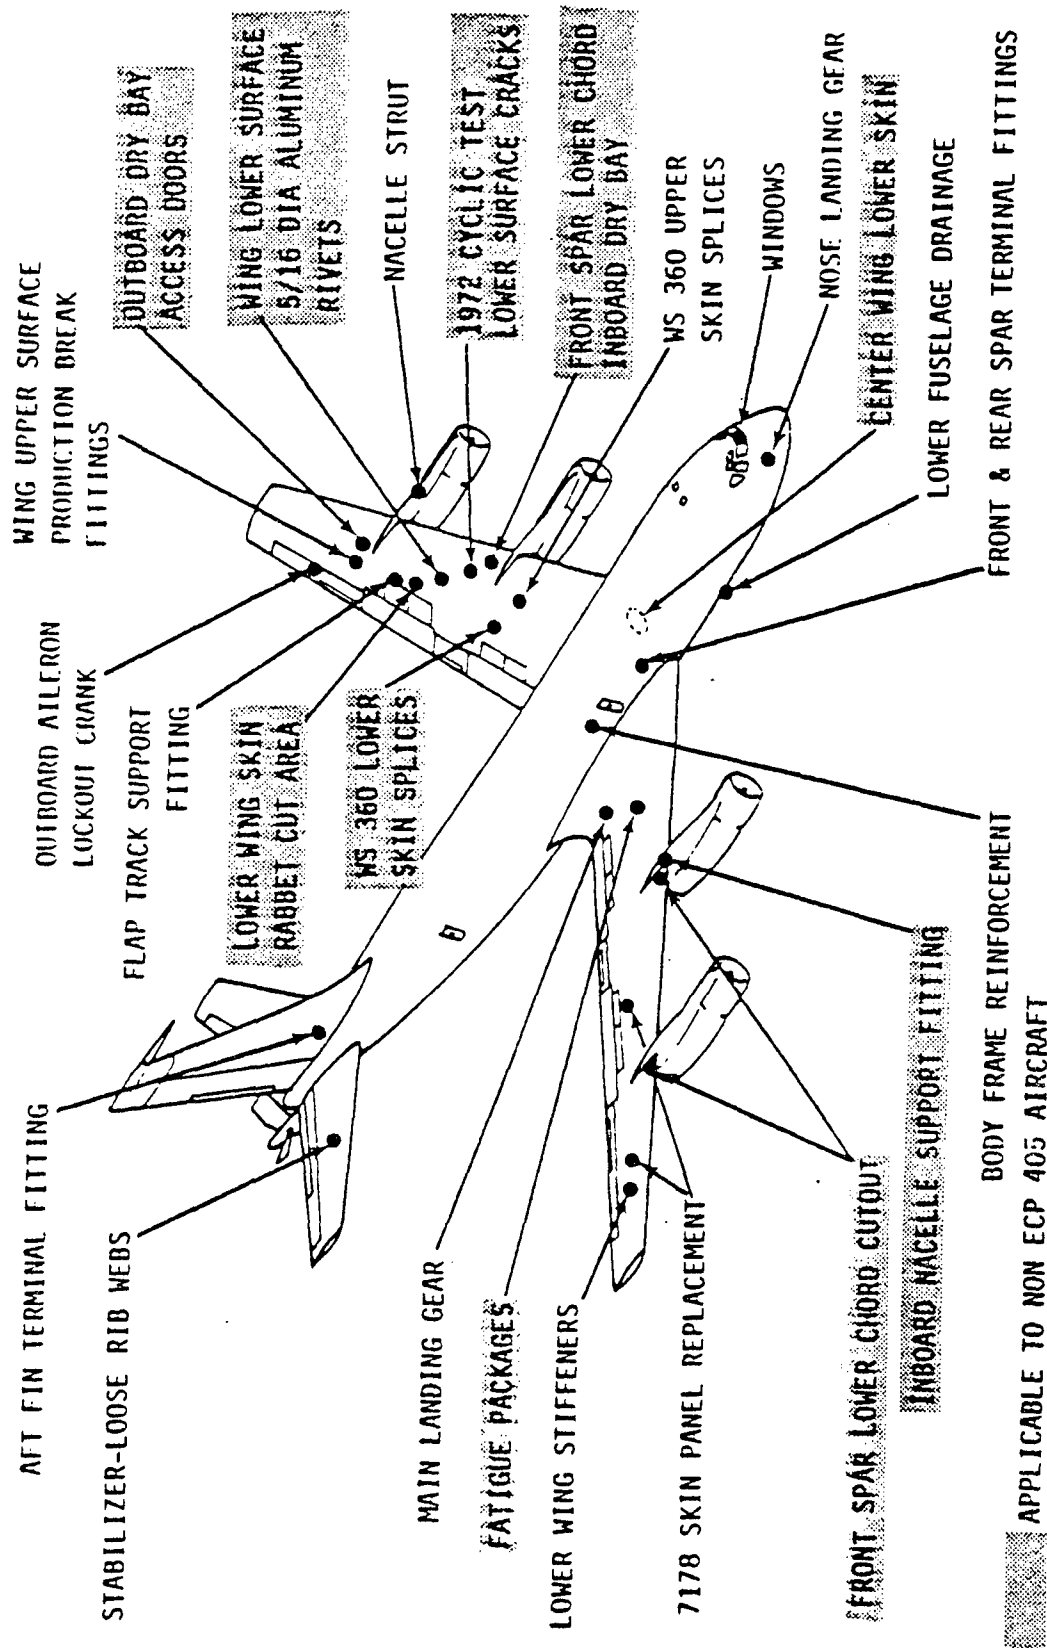 AFT FIN TERMINAL FITTING
STABILIZER-LOOSE RIB WEBS
MAIN LANDING GEAR
FATIGUE PACKAGES
LOWER WING STIFFENERS
7178 SKIN PANEL REPLACEMENT
FRONT SPAR LOWER CHORD CUTOUT
INBOARD NACELLE SUPPORT FITTING
BODY FRAME REINFORCEMENT
APPLICABLE TO NON ECP 405 AIRCRAFT
OUTBOARD AILERON
LOCKOUT CRANK
FLAP TRACK SUPPORT
FITTING
LOWER WING SKIN
RABBET CUT AREA
WS 360 LOWER
SKIN SPLICES
WING UPPER SURFACE
PRODUCTION BREAK
FITTINGS
OUTBOARD DRY BAY
ACCESS DOORS
WING LOWER SURFACE
5/16 DIA ALUMINUM
RIVETS
NACELLE STRUT
1972 CYCLIC TEST
LOWER SURFACE CRACKS
FRONT SPAR LOWER CHORD
INBOARD DRY BAY
WS 360 UPPER
SKIN SPLICES
WINDOWS
NOSE LANDING GEAR
CENTER WING LOWER SKIN
LOWER FUSELAGE DRAINAGE
FRONT & REAR SPAR TERMINAL FITTINGS